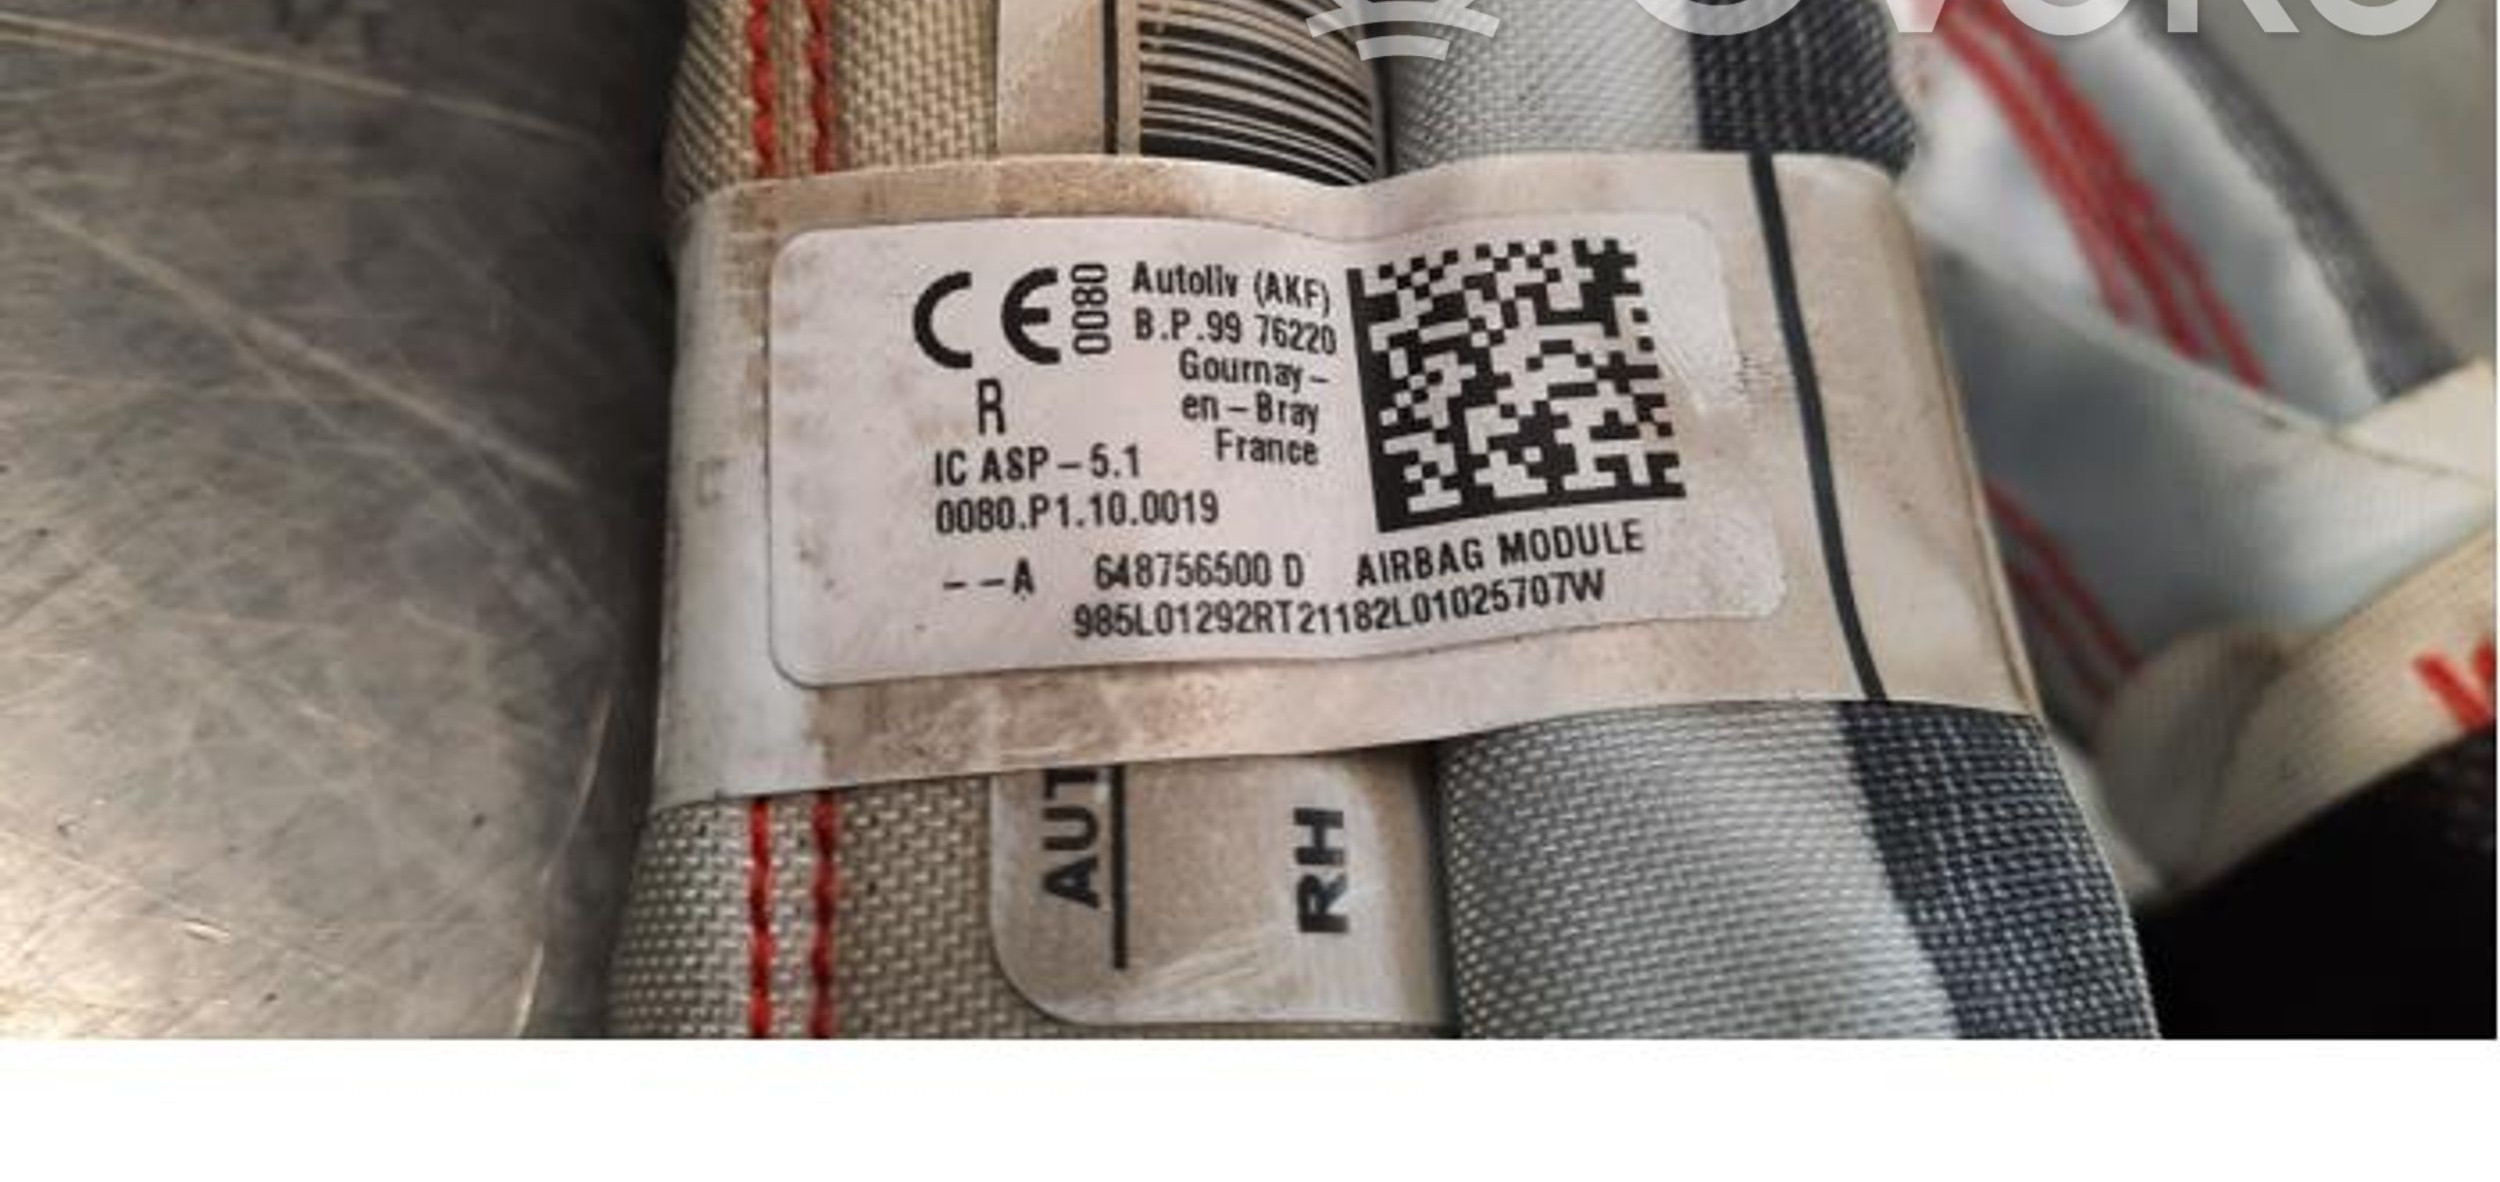 CE 0080
Autoliv (AKF)
B.P.99 76220
Gournay-
en-Bray
France
R
IC ASP-5.1
0080.P1.10.0019
--A 648756500 D AIRBAG MODULE
985L01292RT21182L01025707W
AUT
RH